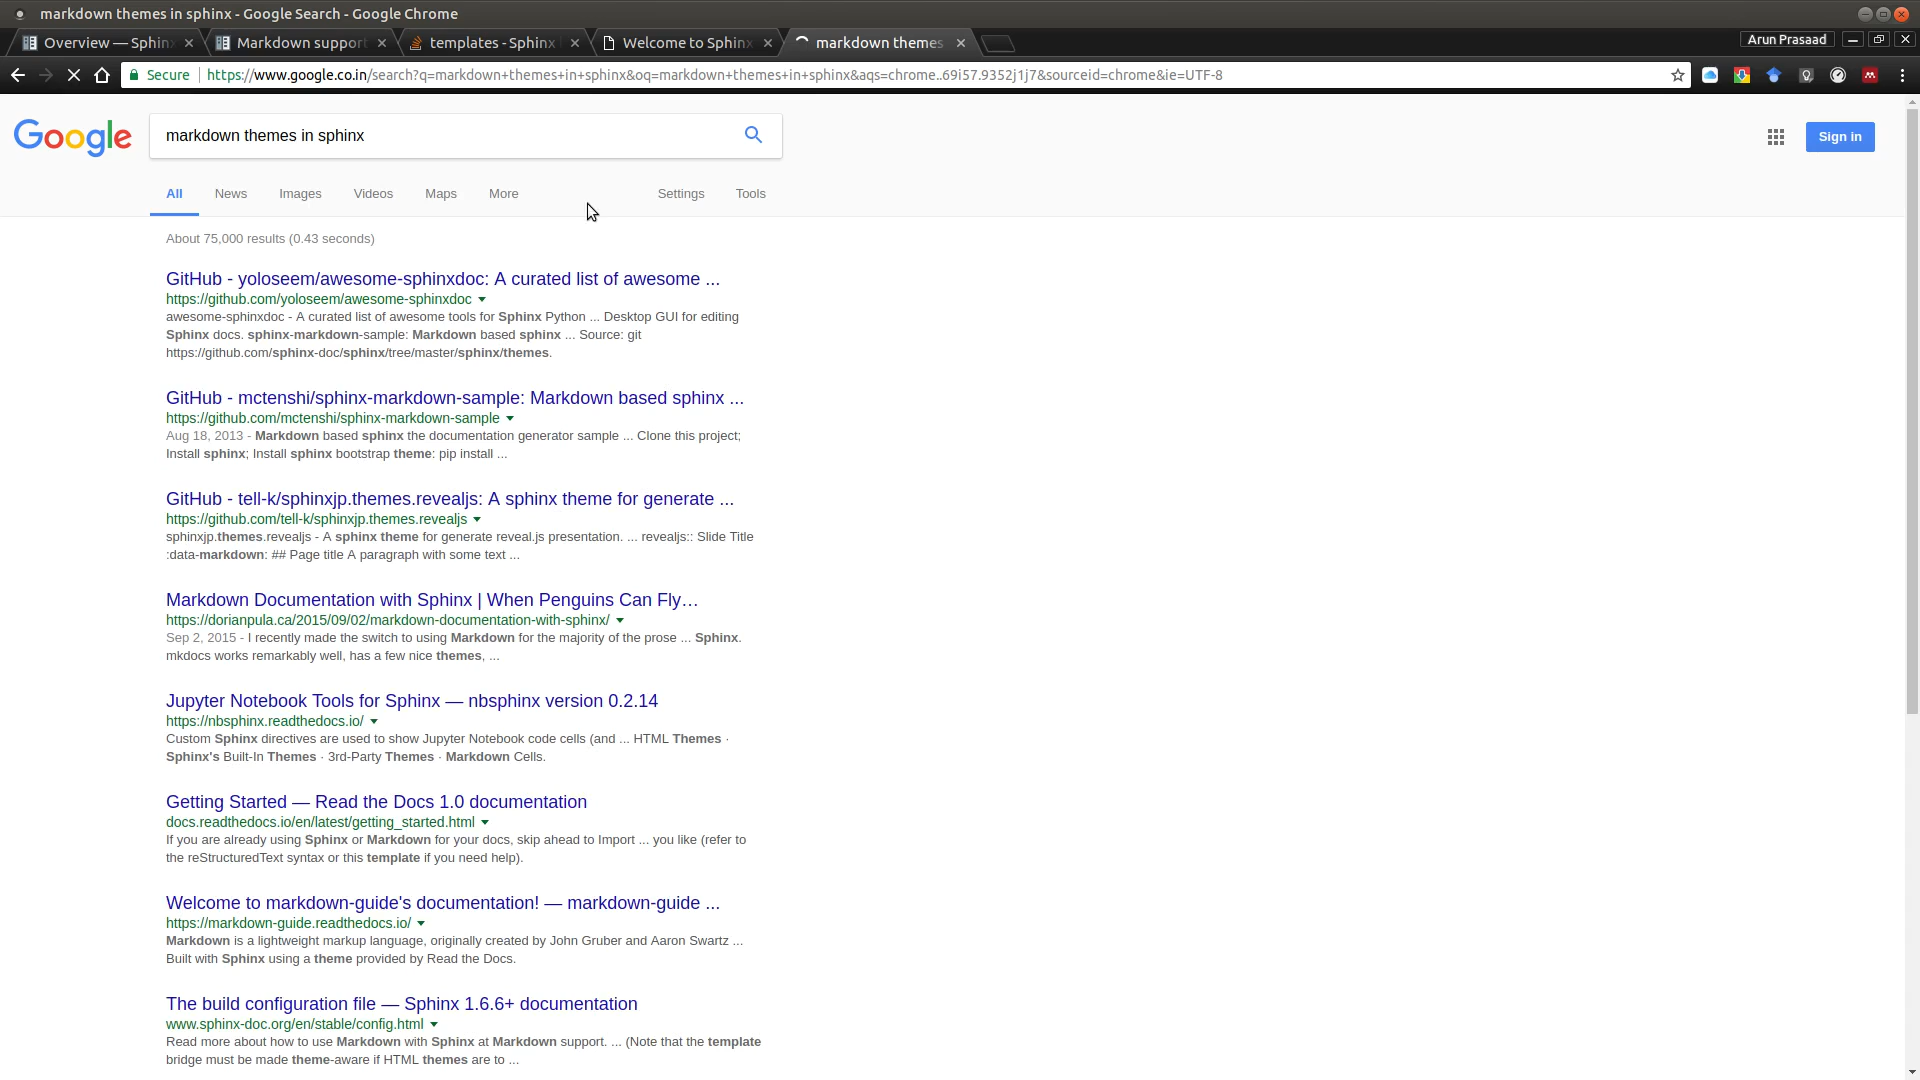 markdown themes in sphinx - Google Search - Google Chrome
Overview — Sphin
Markdown support
templates - Sphinx
Welcome to Sphinx
markdown themes
Arun Prasaad
Secure
https://www.google.co.in/search?q=markdown+themes+in+sphinx&oq=markdown+themes+in+sphinx&aqs=chrome..69i57.9352j1j7&sourceid=chrome&ie=UTF-8
Google
markdown themes in sphinx
Sign in
All
News
Images
Videos
Maps
More
Settings
Tools
About 75,000 results (0.43 seconds)
GitHub - yoloseem/awesome-sphinxdoc: A curated list of awesome ...
https://github.com/yoloseem/awesome-sphinxdoc
awesome-sphinxdoc - A curated list of awesome tools for Sphinx Python ... Desktop GUI for editing
Sphinx docs. sphinx-markdown-sample: Markdown based sphinx ... Source: git
https://github.com/sphinx-doc/sphinx/tree/master/sphinx/themes.
GitHub - mctenshi/sphinx-markdown-sample: Markdown based sphinx ...
https://github.com/mctenshi/sphinx-markdown-sample
Aug 18, 2013 - Markdown based sphinx the documentation generator sample ... Clone this project;
Install sphinx; Install sphinx bootstrap theme: pip install ...
GitHub - tell-k/sphinxjp.themes.revealjs: A sphinx theme for generate ...
https://github.com/tell-k/sphinxjp.themes.revealjs
sphinxjp.themes.revealjs - A sphinx theme for generate reveal.js presentation. ... revealjs:: Slide Title
:data-markdown: ## Page title A paragraph with some text ...
Markdown Documentation with Sphinx | When Penguins Can Fly…
https://dorianpula.ca/2015/09/02/markdown-documentation-with-sphinx/
Sep 2, 2015 - I recently made the switch to using Markdown for the majority of the prose ... Sphinx.
mkdocs works remarkably well, has a few nice themes, ...
Jupyter Notebook Tools for Sphinx — nbsphinx version 0.2.14
https://nbsphinx.readthedocs.io/
Custom Sphinx directives are used to show Jupyter Notebook code cells (and ... HTML Themes ·
Sphinx's Built-In Themes · 3rd-Party Themes · Markdown Cells.
Getting Started — Read the Docs 1.0 documentation
docs.readthedocs.io/en/latest/getting_started.html
If you are already using Sphinx or Markdown for your docs, skip ahead to Import ... you like (refer to
the reStructuredText syntax or this template if you need help).
Welcome to markdown-guide's documentation! — markdown-guide ...
https://markdown-guide.readthedocs.io/
Markdown is a lightweight markup language, originally created by John Gruber and Aaron Swartz ...
Built with Sphinx using a theme provided by Read the Docs.
The build configuration file — Sphinx 1.6.6+ documentation
www.sphinx-doc.org/en/stable/config.html
Read more about how to use Markdown with Sphinx at Markdown support. ... (Note that the template
bridge must be made theme-aware if HTML themes are to ...